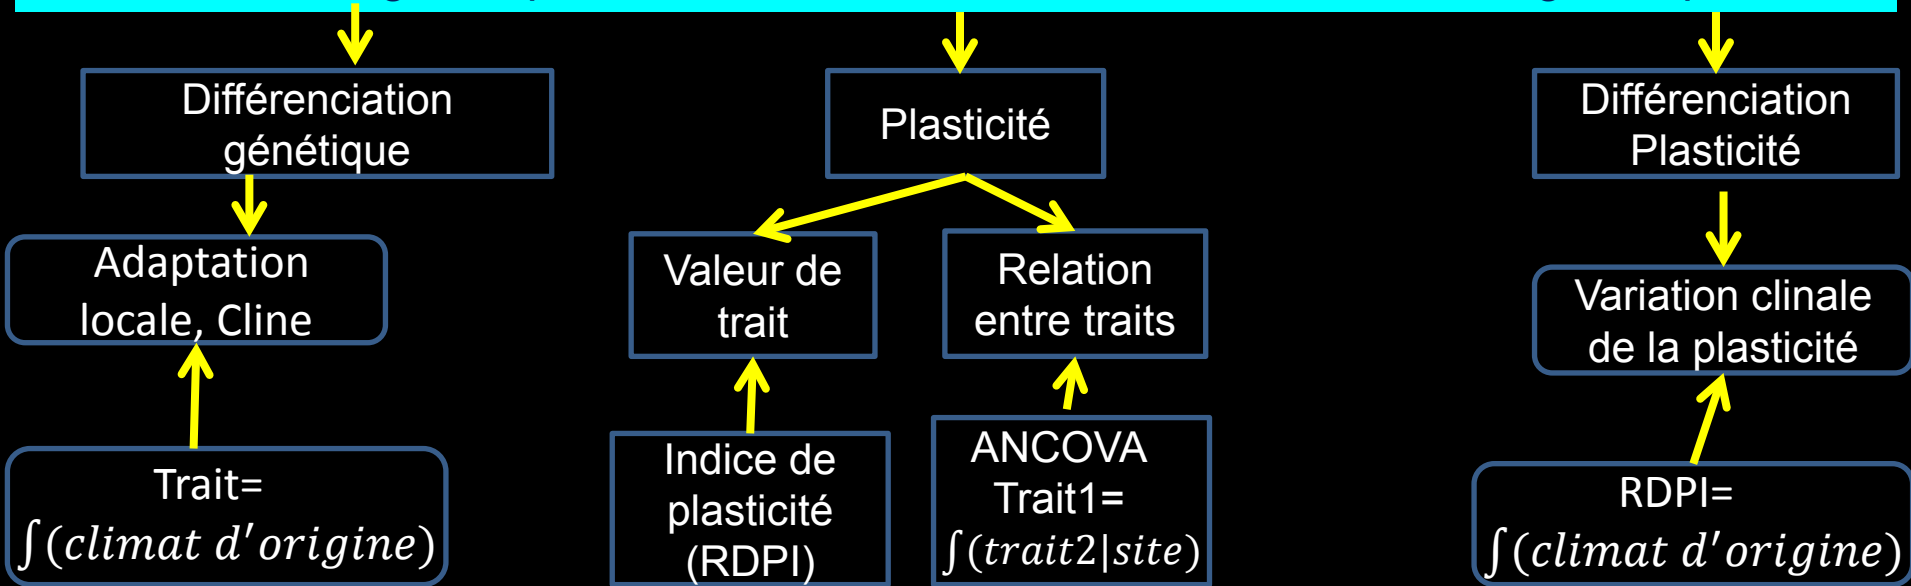 Différenciation
génétique
Plasticité
Différenciation
Plasticité
Adaptation
locale, Cline
Valeur de
trait
Relation
entre traits
Variation clinale
de la plasticité
Trait=
∫(climat d′origine)
Indice de
plasticité
(RDPI)
ANCOVA
Trait1=
∫(trait2|site)
RDPI=
∫(climat d′origine)